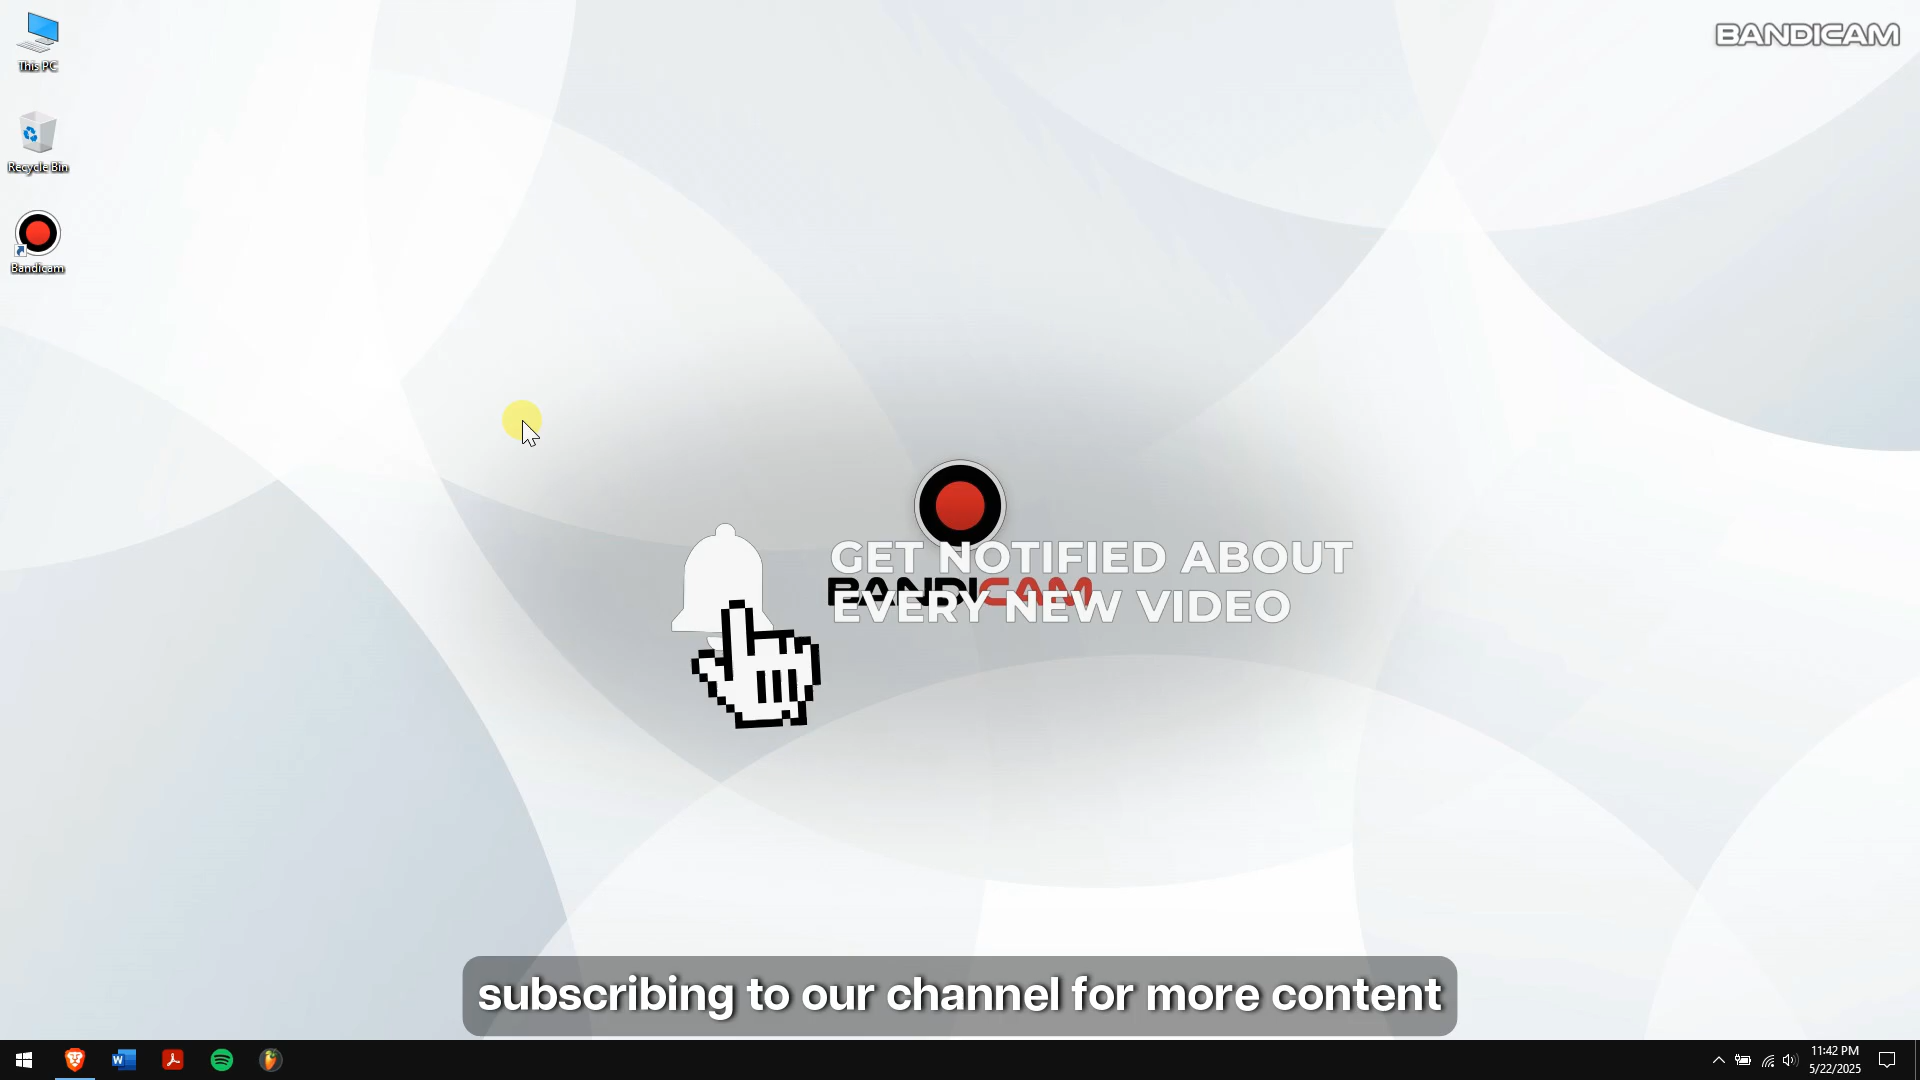 This PC
BANDICAM
Recycle Bin
Bandicam
GET NOTIFIED ABOUT
BANDICAM
EVERY NEW VIDEO
subscribing to our channel for more content
11:42 PM
5/22/2025